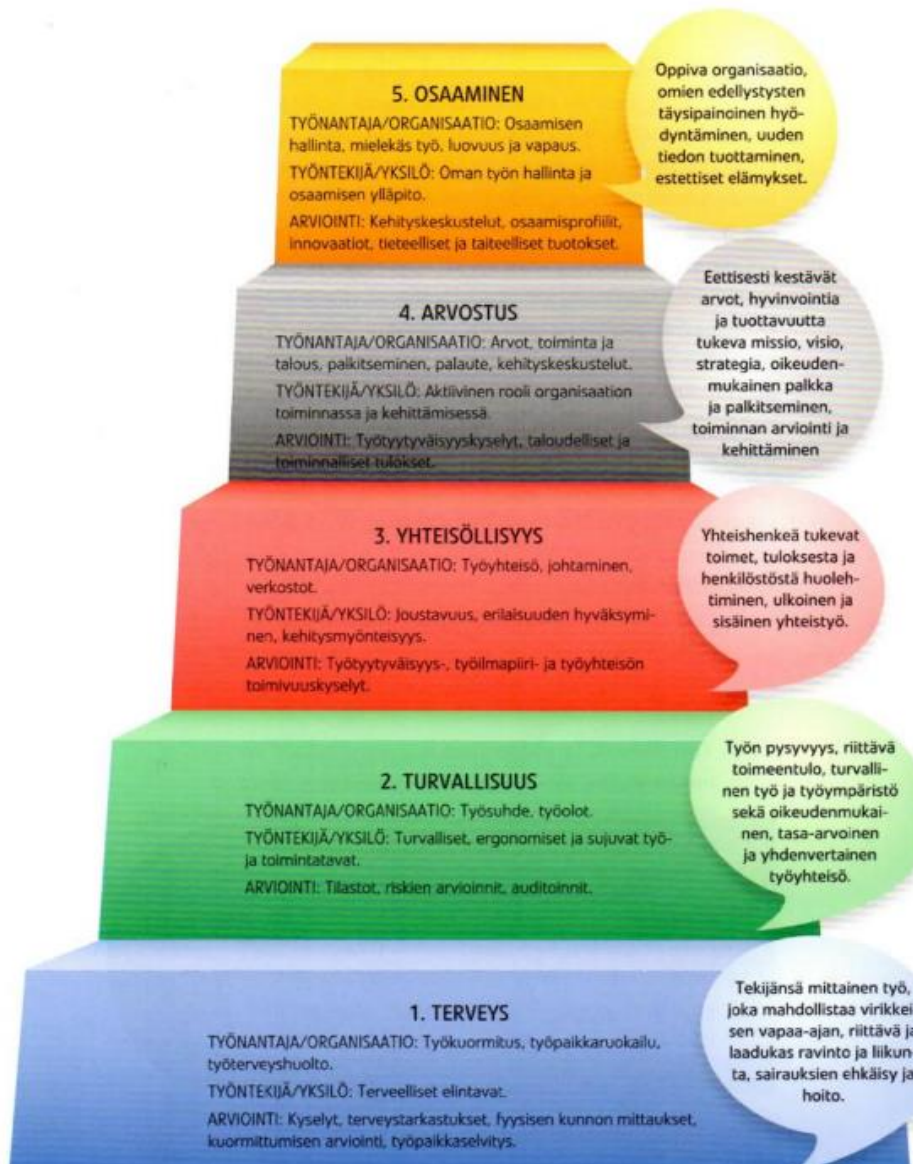 5. OSAAMINEN
TYÖNANTAJA/ORGANISAATIO: Osaamisen
hallinta, mielekäs työ, luovuus ja vapaus.
TYÖNTEKIJÄ/YKSILÖ: Oman työn hallinta ja
osaamisen ylläpito.
ARVIOINTI: Kehityskeskustelut, osaamisprofiilit,
innovaatiot, tieteelliset ja taiteelliset tuotokset.
Oppiva organisaatio,
omien edellystysten
täysipainoinen hyö-
dyntäminen, uuden
tiedon tuottaminen,
estettiset elämykset.
4. ARVOSTUS
TYÖNANTAJA/ORGANISAATIO: Arvot, toiminta ja
talous, palkitseminen, palaute, kehityskeskustelut.
TYÖNTEKIJÄ/YKSILÖ: Aktiivinen rooli organisaation
toiminnassa ja kehittämisessä.
ARVIOINTI: Työtyytyväisyyskyselyt, taloudelliset ja
toiminnalliset tulokset.
Eettisesti kestävät
arvot, hyvinvointia
ja tuottavuutta
tukeva missio, visio,
strategia, oikeuden-
mukainen palkka
ja palkitseminen,
toiminnan arviointi ja
kehittäminen
3. YHTEISÖLLISYYS
TYÖNANTAJA/ORGANISAATIO: Työyhteisö, johtaminen,
verkostot.
TYÖNTEKIJÄ/YKSILÖ: Joustavuus, erilaisuuden hyväksymi-
nen, kehitysmyönteisyys.
ARVIOINTI: Työtyytyväisyys-, työilmapiiri- ja työyhteisön
toimivuuskyselyt.
Yhteishenkeä tukevat
toimet, tuloksesta ja
henkilöstöstä huoleh-
timinen, ulkoinen ja
sisäinen yhteistyö.
2. TURVALLISUUS
TYÖNANTAJA/ORGANISAATIO: Työsuhde, työolot.
TYÖNTEKIJÄ/YKSILÖ: Turvalliset, ergonomiset ja sujuvat työ-
ja toimintatavat.
ARVIOINTI: Tilastot, riskien arvioinnit, auditoinnit.
Työn pysyvyys, riittävä
toimeentulo, turvalli-
nen työ ja työympäristö
sekä oikeudenmukai-
nen, tasa-arvoinen
ja yhdenvertainen
työyhteisö.
1. TERVEYS
TYÖNANTAJA/ORGANISAATIO: Työkuormitus, työpaikkaruokailu,
työterveyshuolto.
TYÖNTEKIJÄ/YKSILÖ: Terveelliset elintavat.
ARVIOINTI: Kyselyt, terveystarkastukset, fyysisen kunnon mittaukset,
kuormittumisen arviointi, työpaikkaselvitys.
Tekijänsä mittainen työ,
joka mahdollistaa virikkei-
sen vapaa-ajan, riittävä ja
laadukas ravinto ja liikun-
ta, sairauksien ehkäisy ja
hoito.